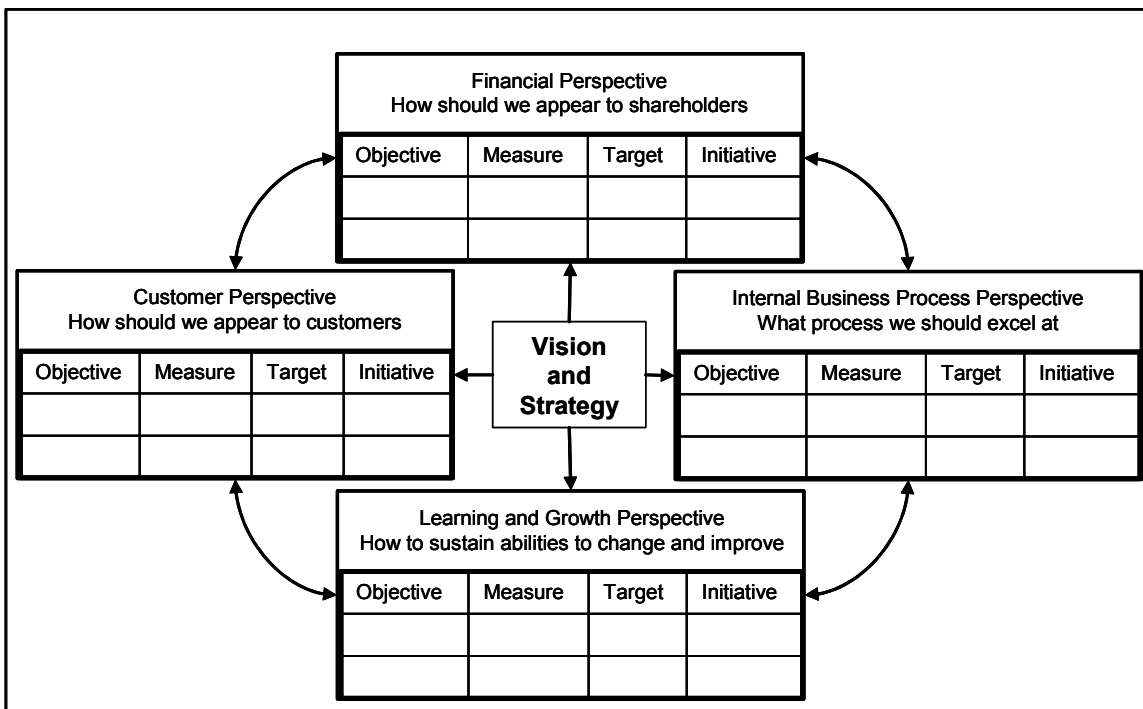 Financial Perspective
How should we appear to shareholders
Objective Measure Target Initiative
Customer Perspective
How should we appear to customers
Objective Measure Target Initiative
Vision
and
Strategy
Internal Business Process Perspective
What process we should excel at
Objective Measure Target Initiative
Learning and Growth Perspective
How to sustain abilities to change and improve
Objective Measure Target Initiative